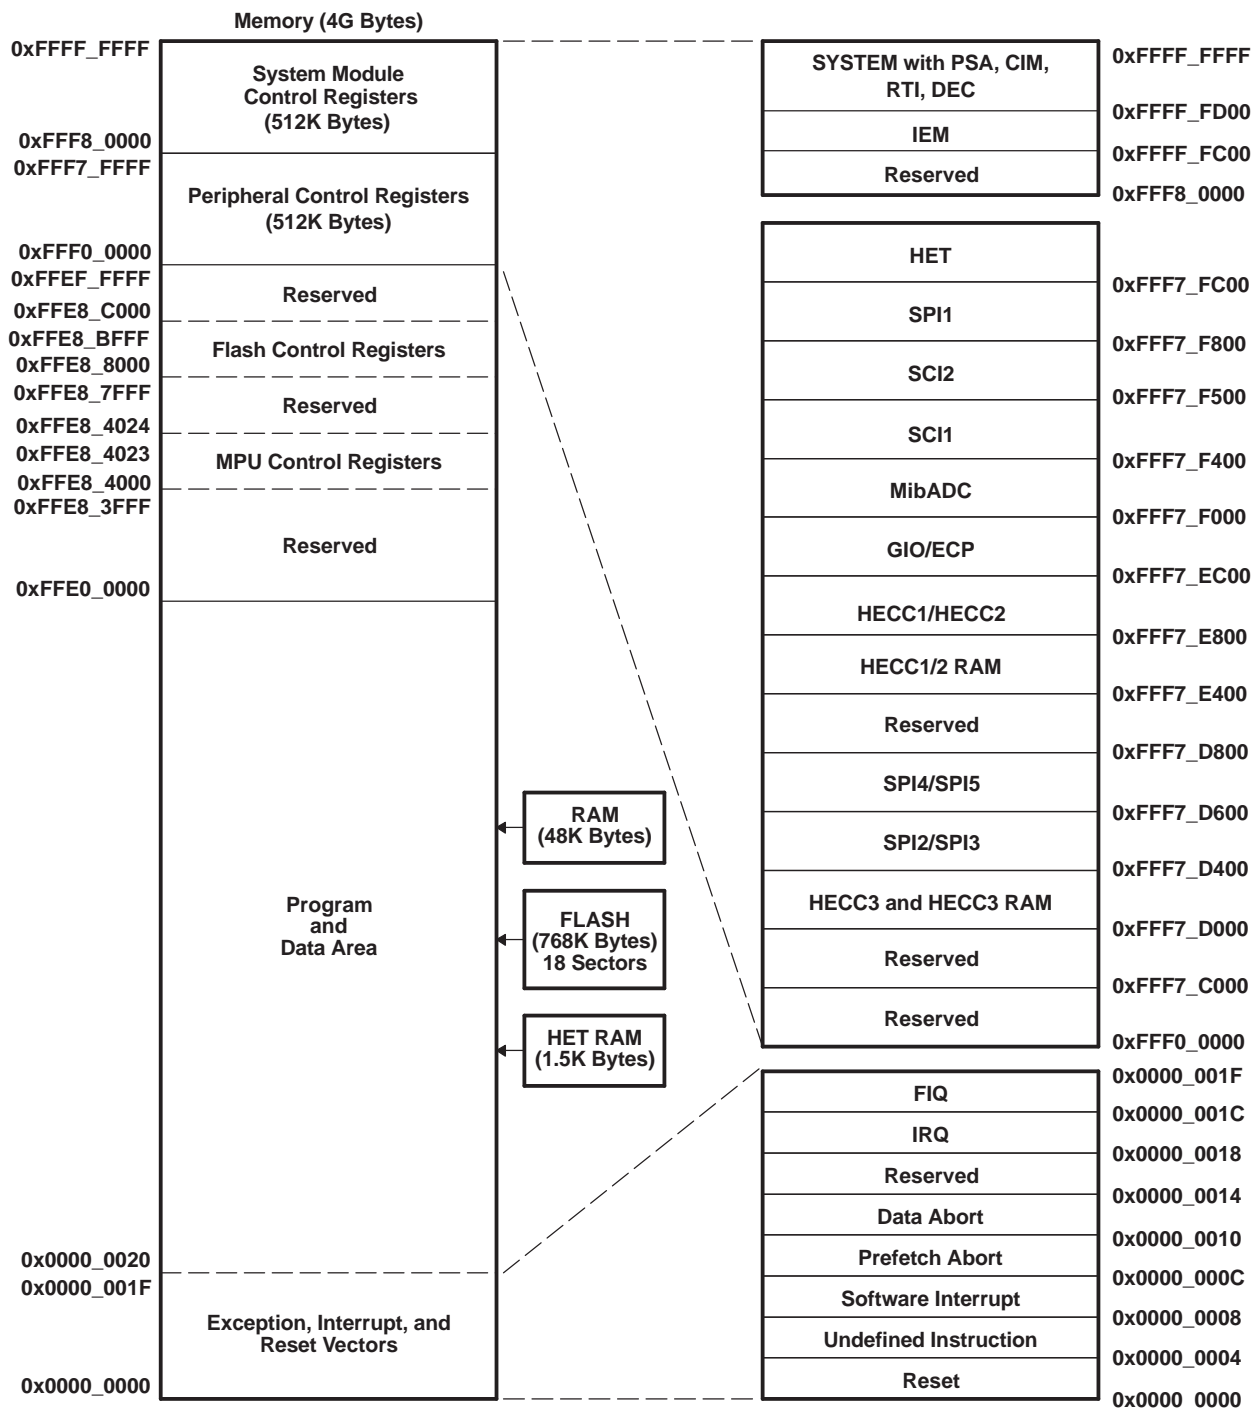 Memory (4G Bytes)
0xFFFF_FFFF
System Module
Control Registers
(512K Bytes)
0xFFF8_0000
0xFFF7_FFFF
Peripheral Control Registers
(512K Bytes)
0xFFF0_0000
0xFFEF_FFFF
Reserved
0xFFE8_C000
0xFFE8_BFFF
Flash Control Registers
0xFFE8_8000
0xFFE8_7FFF
Reserved
0xFFE8_4024
0xFFE8_4023
MPU Control Registers
0xFFE8_4000
0xFFE8_3FFF
Reserved
0xFFE0_0000
Program
and
Data Area
0x0000_0020
0x0000_001F
Exception, Interrupt, and
Reset Vectors
0x0000_0000
RAM
(48K Bytes)
FLASH
(768K Bytes)
18 Sectors
HET RAM
(1.5K Bytes)
SYSTEM with PSA, CIM,
RTI, DEC
0xFFFF_FFFF
0xFFFF_FD00
IEM
0xFFFF_FC00
Reserved
0xFFF8_0000
HET
0xFFF7_FC00
SPI1
0xFFF7_F800
SCI2
0xFFF7_F500
SCI1
0xFFF7_F400
MibADC
0xFFF7_F000
GIO/ECP
0xFFF7_EC00
HECC1/HECC2
0xFFF7_E800
HECC1/2 RAM
0xFFF7_E400
Reserved
0xFFF7_D800
SPI4/SPI5
0xFFF7_D600
SPI2/SPI3
0xFFF7_D400
HECC3 and HECC3 RAM
0xFFF7_D000
Reserved
0xFFF7_C000
Reserved
0xFFF0_0000
0x0000_001F
FIQ
0x0000_001C
IRQ
0x0000_0018
Reserved
0x0000_0014
Data Abort
0x0000_0010
Prefetch Abort
0x0000_000C
Software Interrupt
0x0000_0008
Undefined Instruction
0x0000_0004
Reset
0x0000_0000